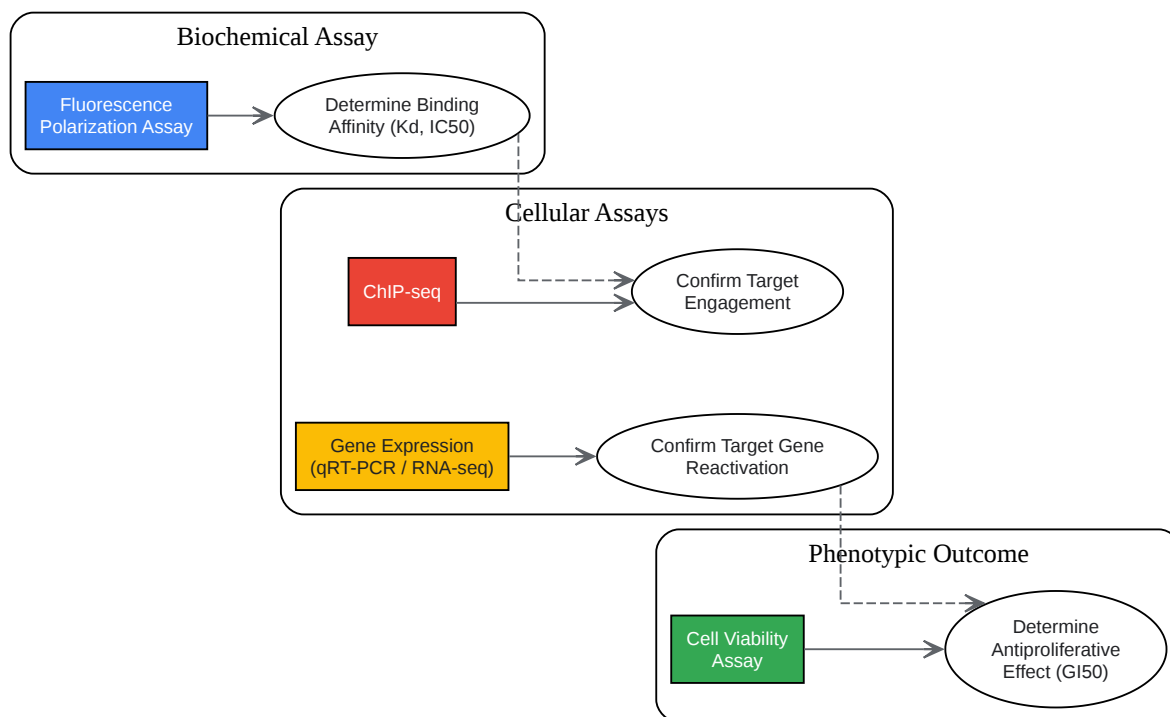 Biochemical Assay
Fluorescence
Polarization Assay
Determine Binding
Affinity (Kd, IC50)
Cellular Assays
ChIP-seq
Confirm Target
Engagement
Gene Expression
(qRT-PCR / RNA-seq)
Confirm Target Gene
Reactivation
Phenotypic Outcome
Cell Viability
Assay
Determine
Antiproliferative
Effect (GI50)